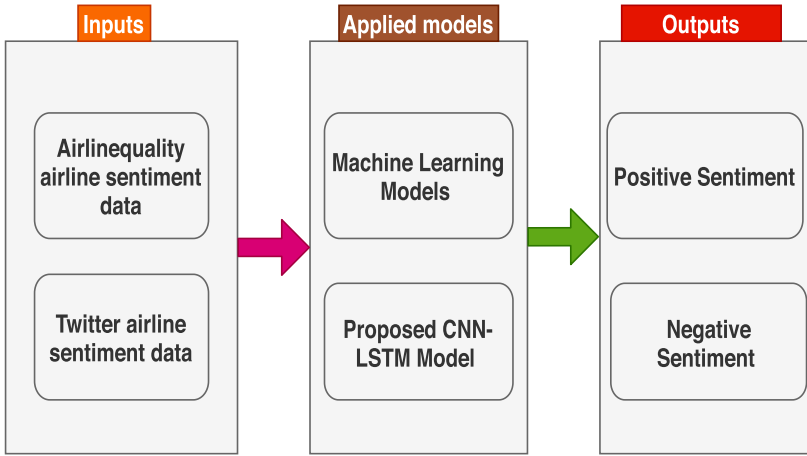 Inputs
Airlinequality
airline sentiment
data
Twitter airline
sentiment data
Applied models
Machine Learning
Models
Proposed CNN-
LSTM Model
Outputs
Positive Sentiment
Negative
Sentiment